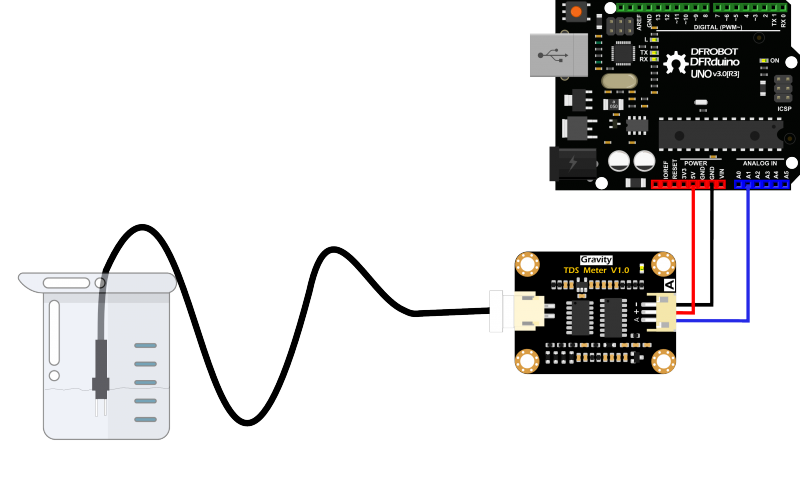 AREF
GND
13
12
~11
~10
~9
8
7
~6
~5
4
~3
2
TX 1
RX 0
DIGITAL (PWM~)
L
TX
RX
DFROBOT
DFRduino
UNO v3.0[R3]
ON
ICSP
POWER
ANALOG IN
IOREF
RESET
3V3
5V
GND
GND
VIN
A0
A1
A2
A3
A4
A5
Gravity
TDS Meter V1.0
A
- + A